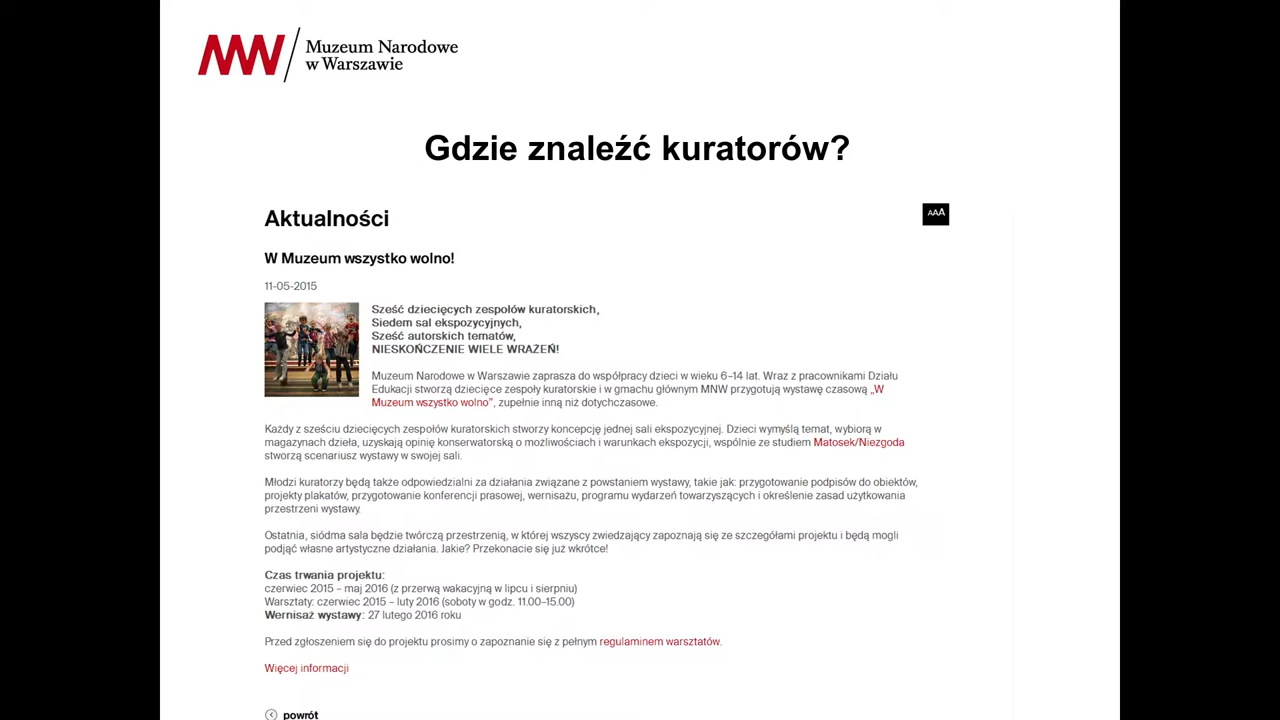 MNW
Muzeum Narodowe
w Warszawie
Gdzie znaleźć kuratorów?
Aktualności
AAA
W Muzeum wszystko wolno!
11-05-2015
Sześć dziecięcych zespołów kuratorskich,
Siedem sal ekspozycyjnych,
Sześć autorskich tematów,
NIESKOŃCZENIE WIELE WRAŻEŃ!
Muzeum Narodowe w Warszawie zaprasza do współpracy dzieci w wieku 6–14 lat. Wraz z pracownikami Działu
Edukacji stworzą dziecięce zespoły kuratorskie i w gmachu głównym MNW przygotują wystawę czasową „W
Muzeum wszystko wolno”, zupełnie inną niż dotychczasowe.
Każdy z sześciu dziecięcych zespołów kuratorskich stworzy koncepcję jednej sali ekspozycyjnej. Dzieci wymyślą temat, wybiorą w
magazynach dzieła, uzyskają opinię konserwatorską o możliwościach i warunkach ekspozycji, wspólnie ze studiem Matosek/Niezgoda
stworzą scenariusz wystawy w swojej sali.
Młodzi kuratorzy będą także odpowiedzialni za działania związane z powstaniem wystawy, takie jak: przygotowanie podpisów do obiektów,
projekty plakatów, przygotowanie konferencji prasowej, wernisażu, programu wydarzeń towarzyszących i określenie zasad użytkowania
przestrzeni wystawy.
Ostatnia, siódma sala będzie twórczą przestrzenią, w której wszyscy zwiedzający zapoznają się ze szczegółami projektu i będą mogli
podjąć własne artystyczne działania. Jakie? Przekonacie się już wkrótce!
Czas trwania projektu:
czerwiec 2015 – maj 2016 (z przerwą wakacyjną w lipcu i sierpniu)
Warsztaty: czerwiec 2015 – luty 2016 (soboty w godz. 11.00–15.00)
Wernisaż wystawy: 27 lutego 2016 roku
Przed zgłoszeniem się do projektu prosimy o zapoznanie się z pełnym regulaminem warsztatów.
Więcej informacji
powrót